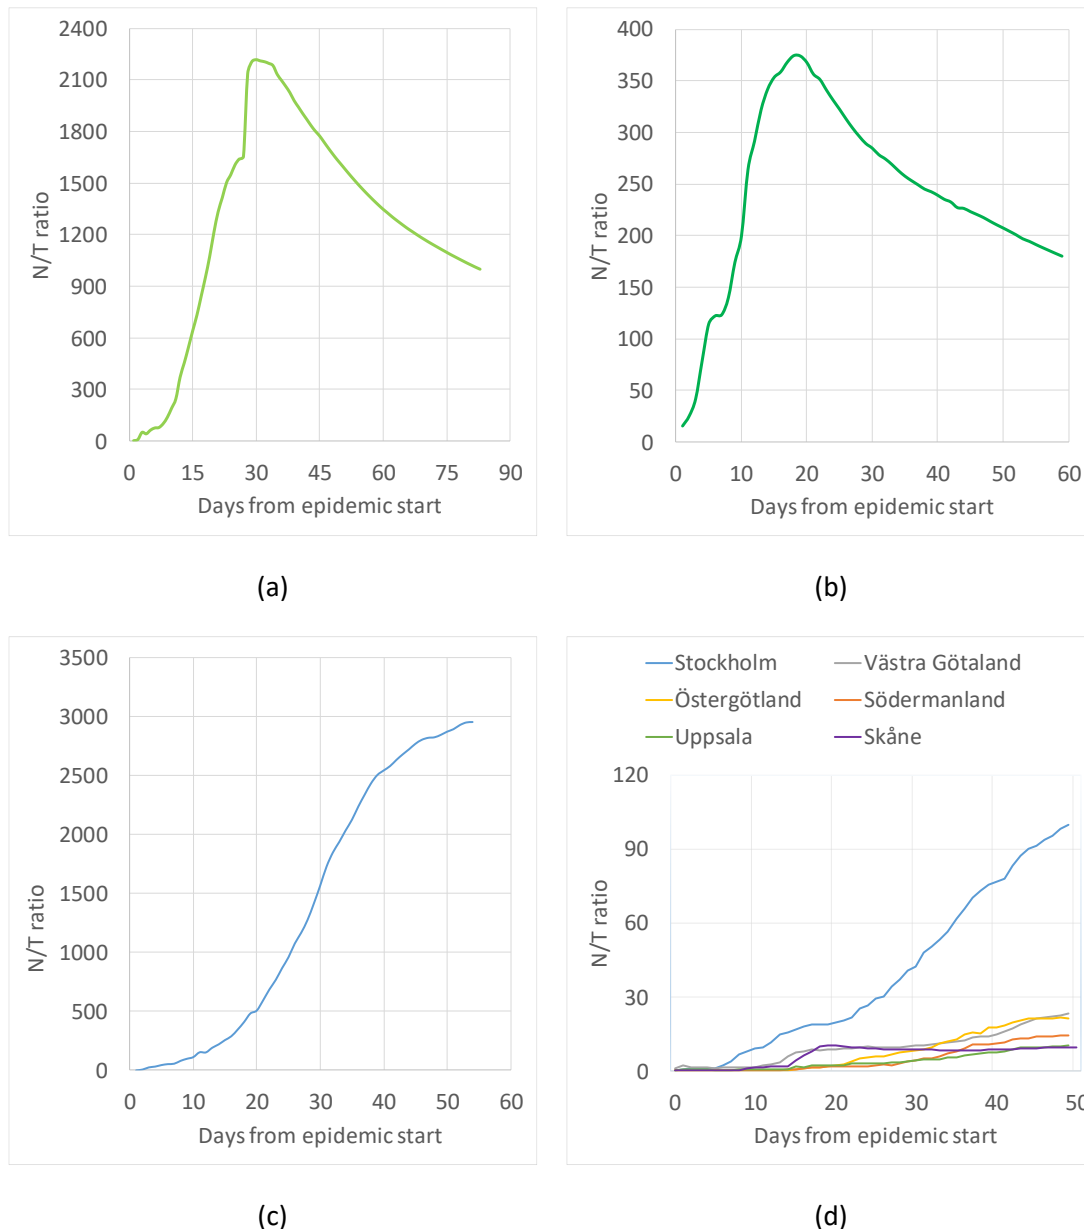 2400
2100
1800
1500
1200
900
600
300
0
N/T ratio
0 15 30 45 60 75 90
Days from epidemic start
(a)
400
350
300
250
200
150
100
50
0
N/T ratio
0 10 20 30 40 50 60
Days from epidemic start
(b)
3500
3000
2500
2000
1500
1000
500
0
N/T ratio
0 10 20 30 40 50 60
Days from epidemic start
(c)
Stockholm Västra Götaland
Östergötland Södermanland
Uppsala Skåne
120
90
60
30
0
N/T ratio
0 10 20 30 40 50
Days from epidemic start
(d)